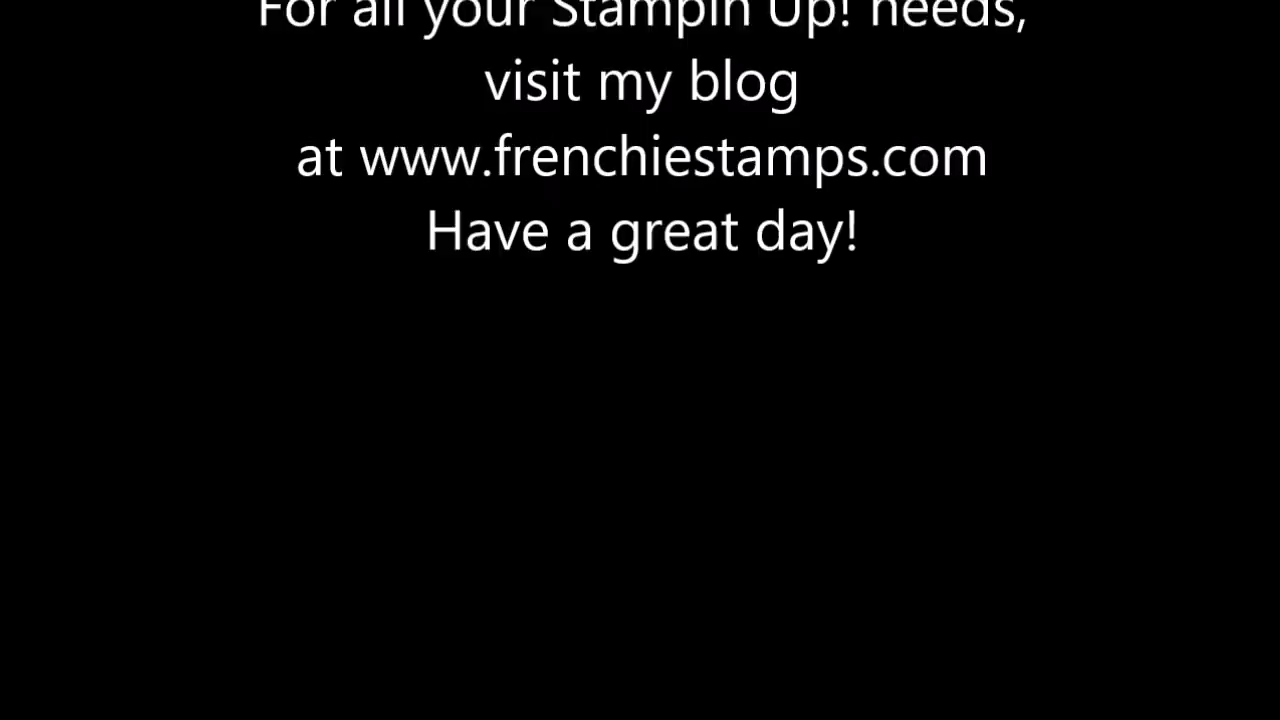 For all your Stampin Up! needs,
visit my blog
at www.frenchiestamps.com
Have a great day!